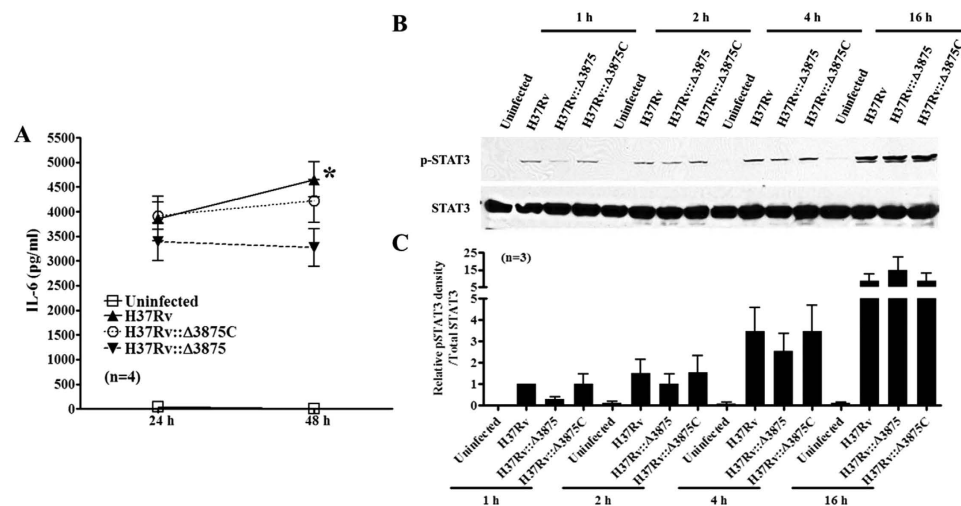 A
5500
5000
4500
4000
3500
3000
2500
2000
1500
1000
500
0
IL-6 (pg/ml)
*
Uninfected
H37Rv
H37Rv::Δ3875C
H37Rv::Δ3875
(n=4)
24 h
48 h
B
1 h 2 h 4 h 16 h
Uninfected H37Rv H37Rv::Δ3875 H37Rv::Δ3875C Uninfected H37Rv H37Rv::Δ3875 H37Rv::Δ3875C Uninfected H37Rv H37Rv::Δ3875 H37Rv::Δ3875C Uninfected H37Rv H37Rv::Δ3875 H37Rv::Δ3875C
p-STAT3
STAT3
C
(n=3)
Relative pSTAT3 density
/Total STAT3
25
15
5
5
4
3
2
1
0
Uninfected H37Rv H37Rv::Δ3875 H37Rv::Δ3875C Uninfected H37Rv H37Rv::Δ3875 H37Rv::Δ3875C Uninfected H37Rv H37Rv::Δ3875 H37Rv::Δ3875C Uninfected H37Rv H37Rv::Δ3875 H37Rv::Δ3875C
1 h 2 h 4 h 16 h